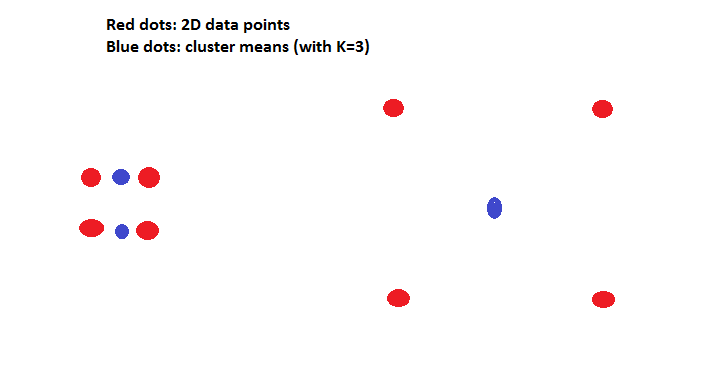 Red dots: 2D data points
Blue dots: cluster means (with K=3)